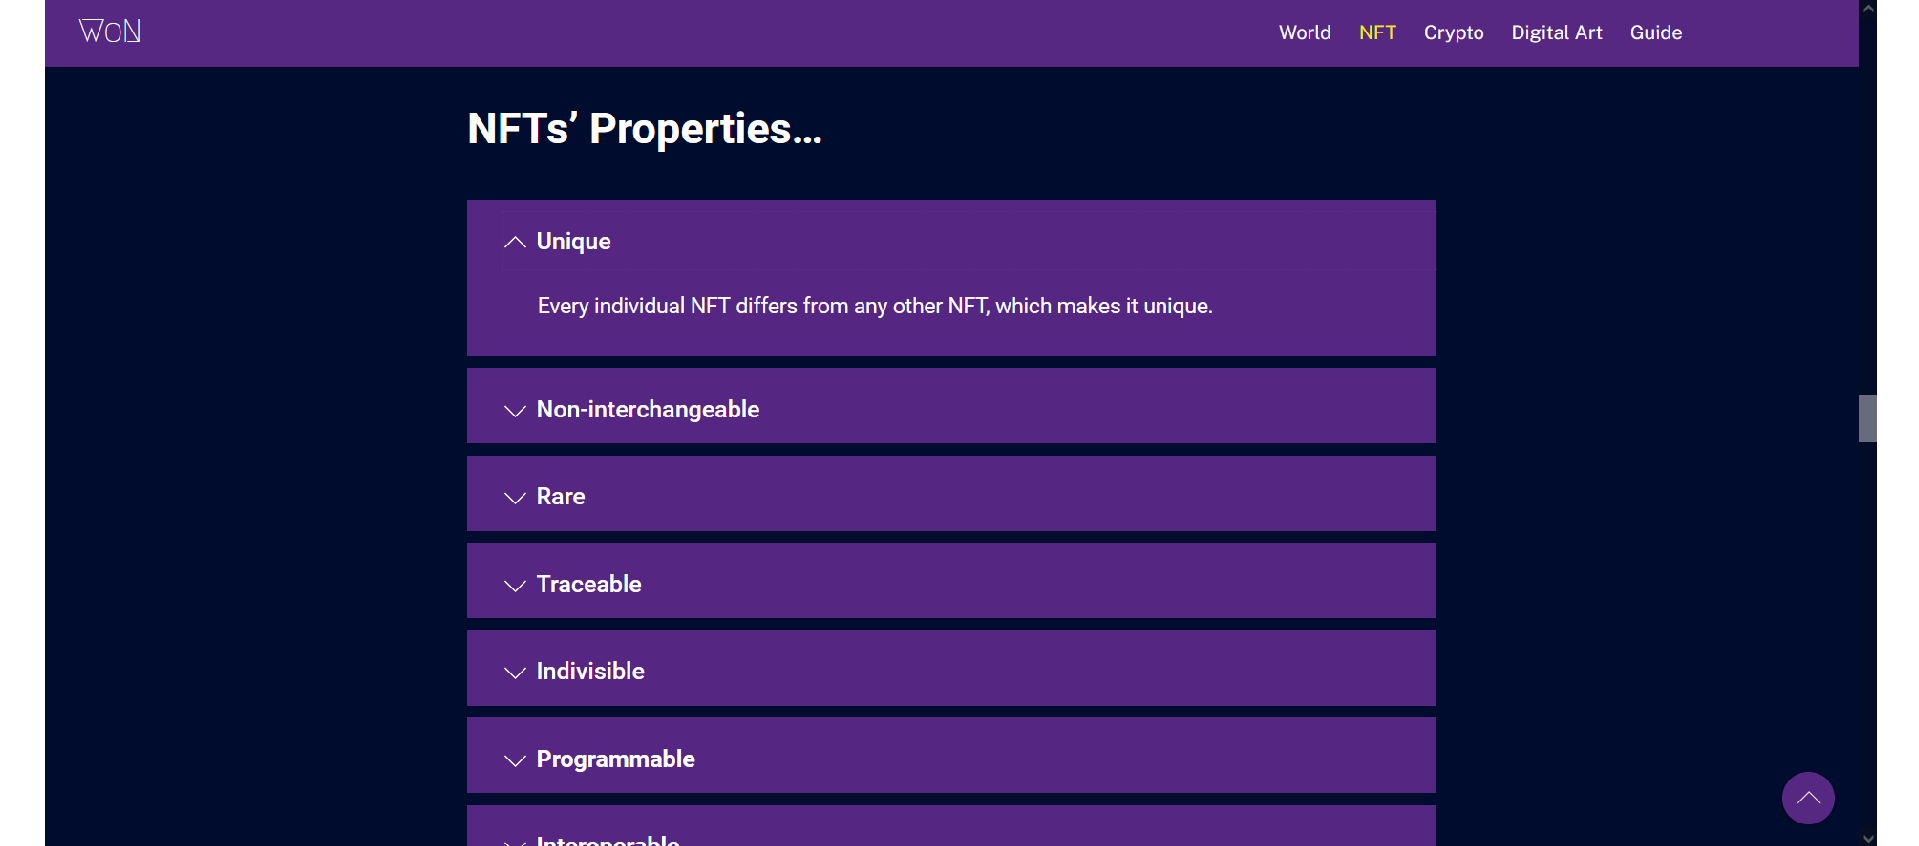 WoN
World NFT Crypto Digital Art Guide
NFTs’ Properties...
Unique
Every individual NFT differs from any other NFT, which makes it unique.
Non-interchangeable
Rare
Traceable
Indivisible
Programmable
Interoperable